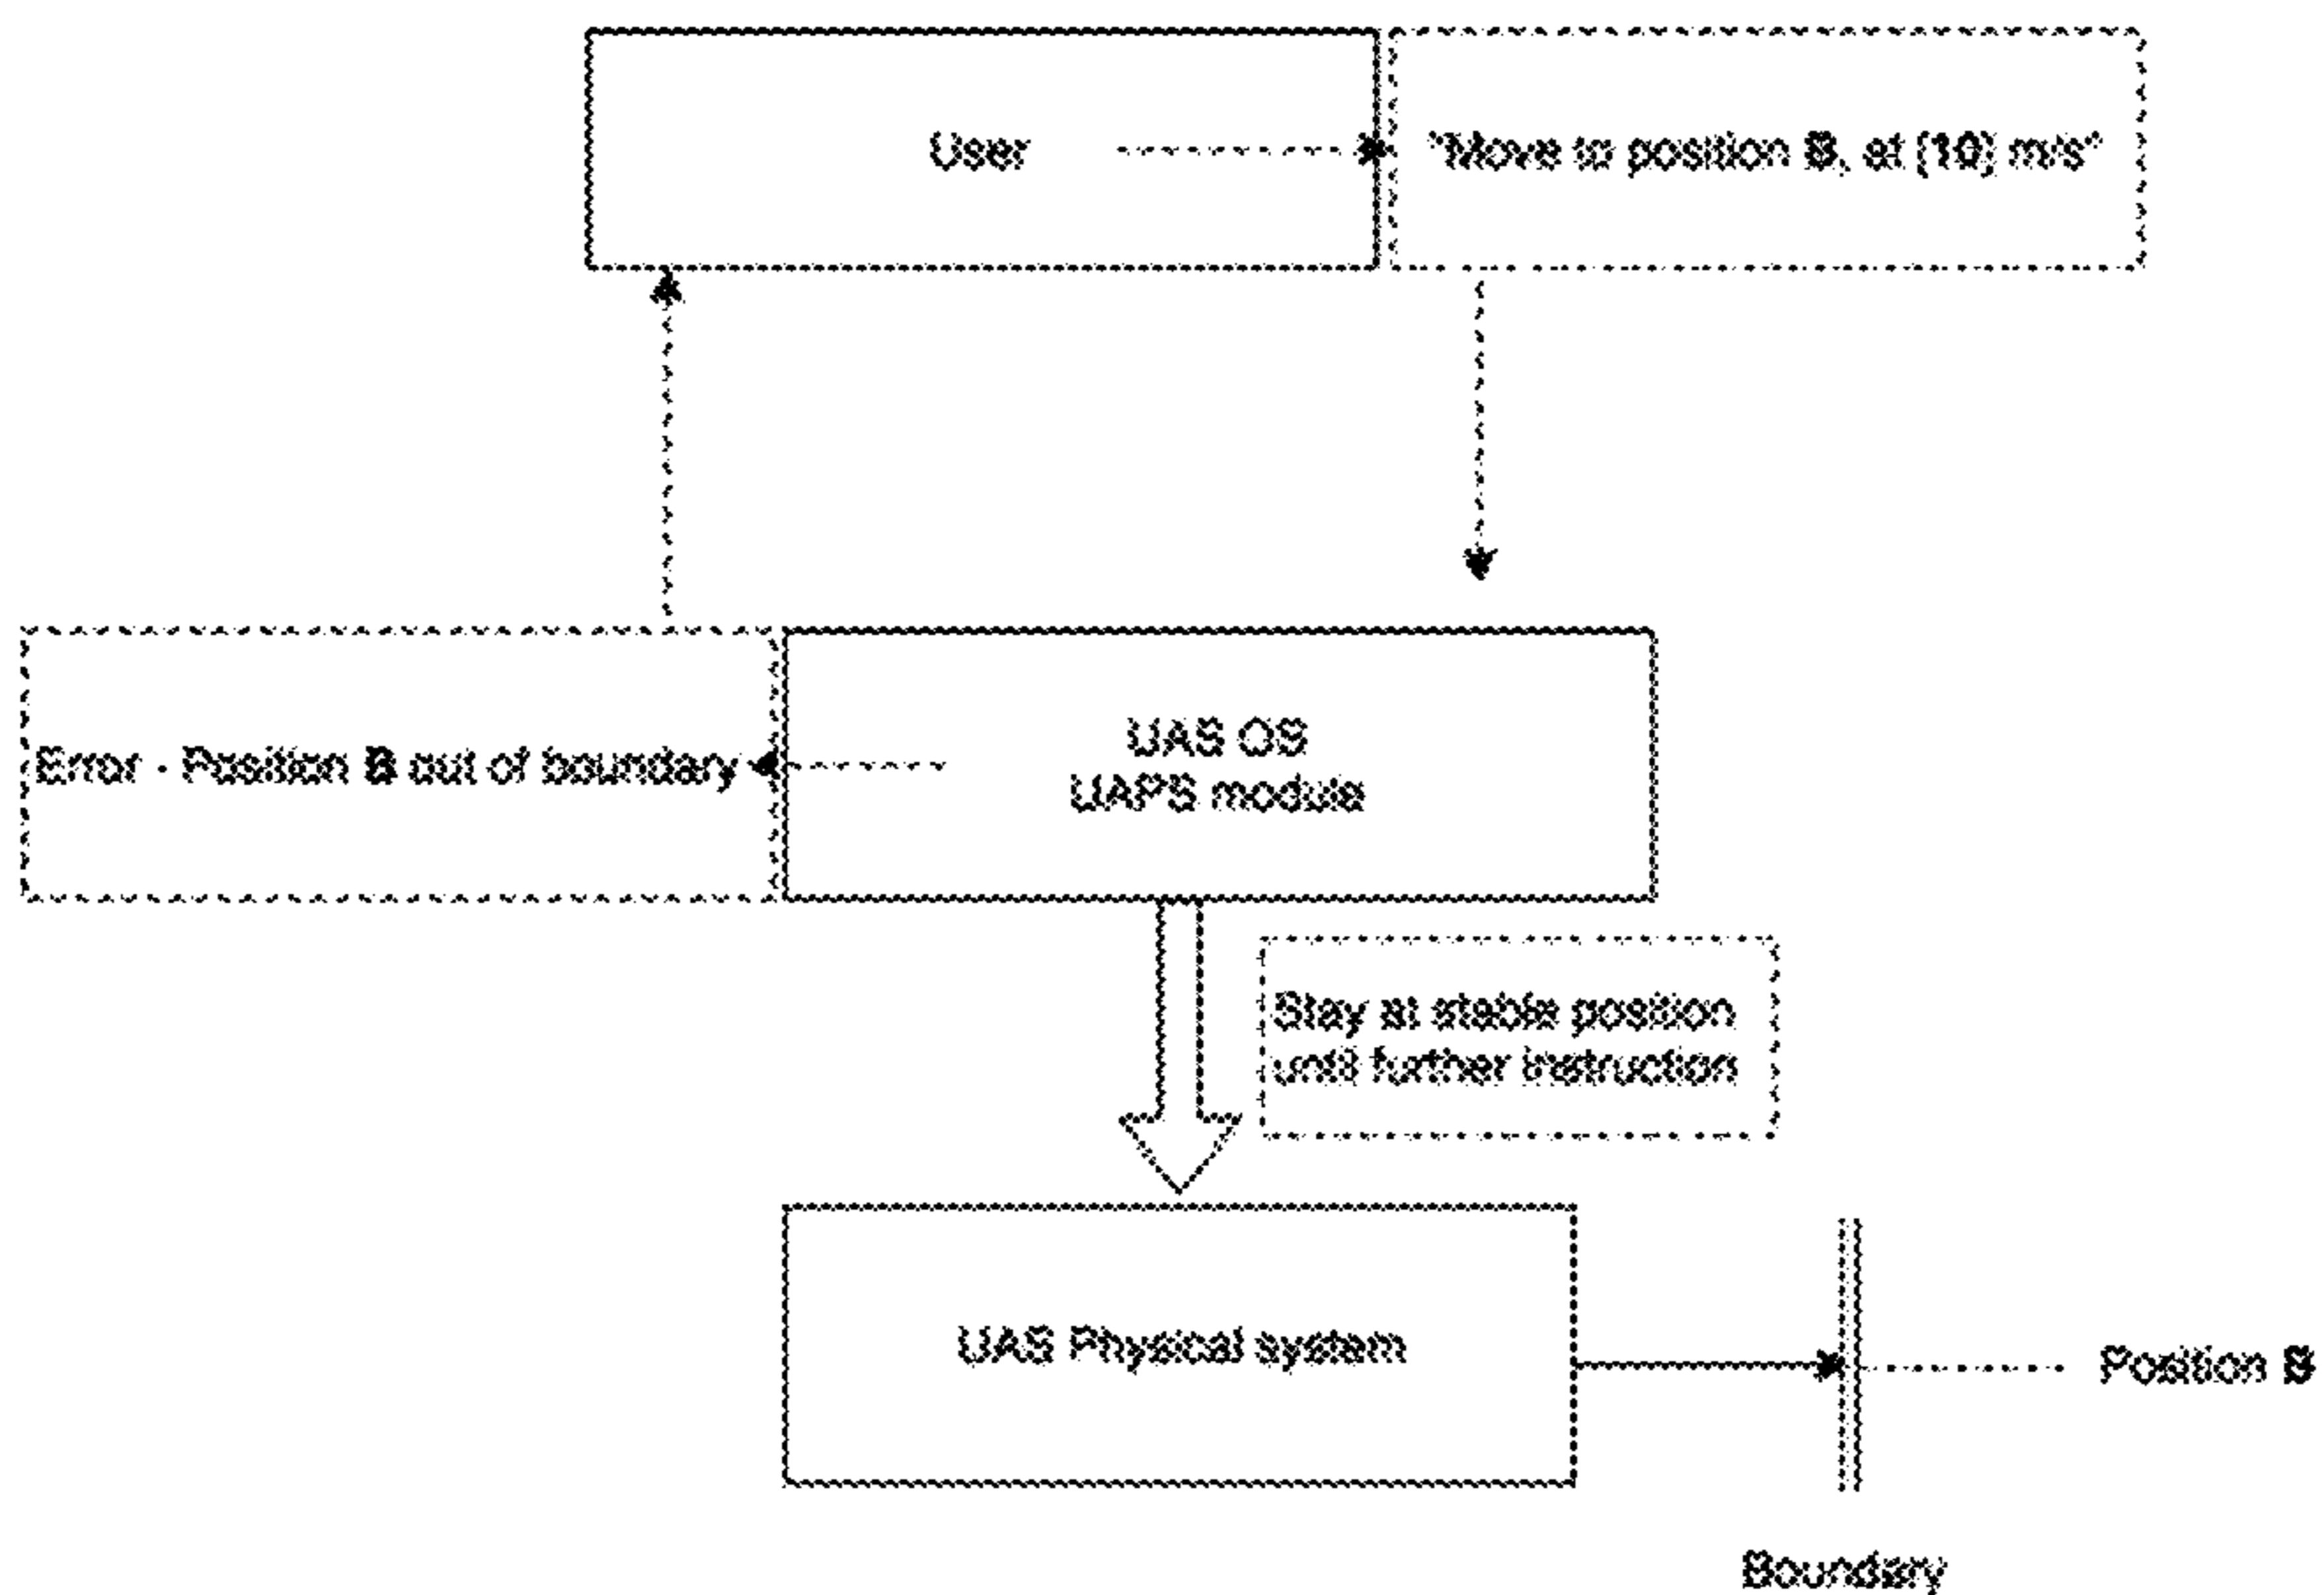 User
"Move to position B, at [10] m/s"
Error - Position B out of boundary
UAS OS
UAPS module
Stay at stable position
until further instruction
UAS Physical system
Position B
Boundary